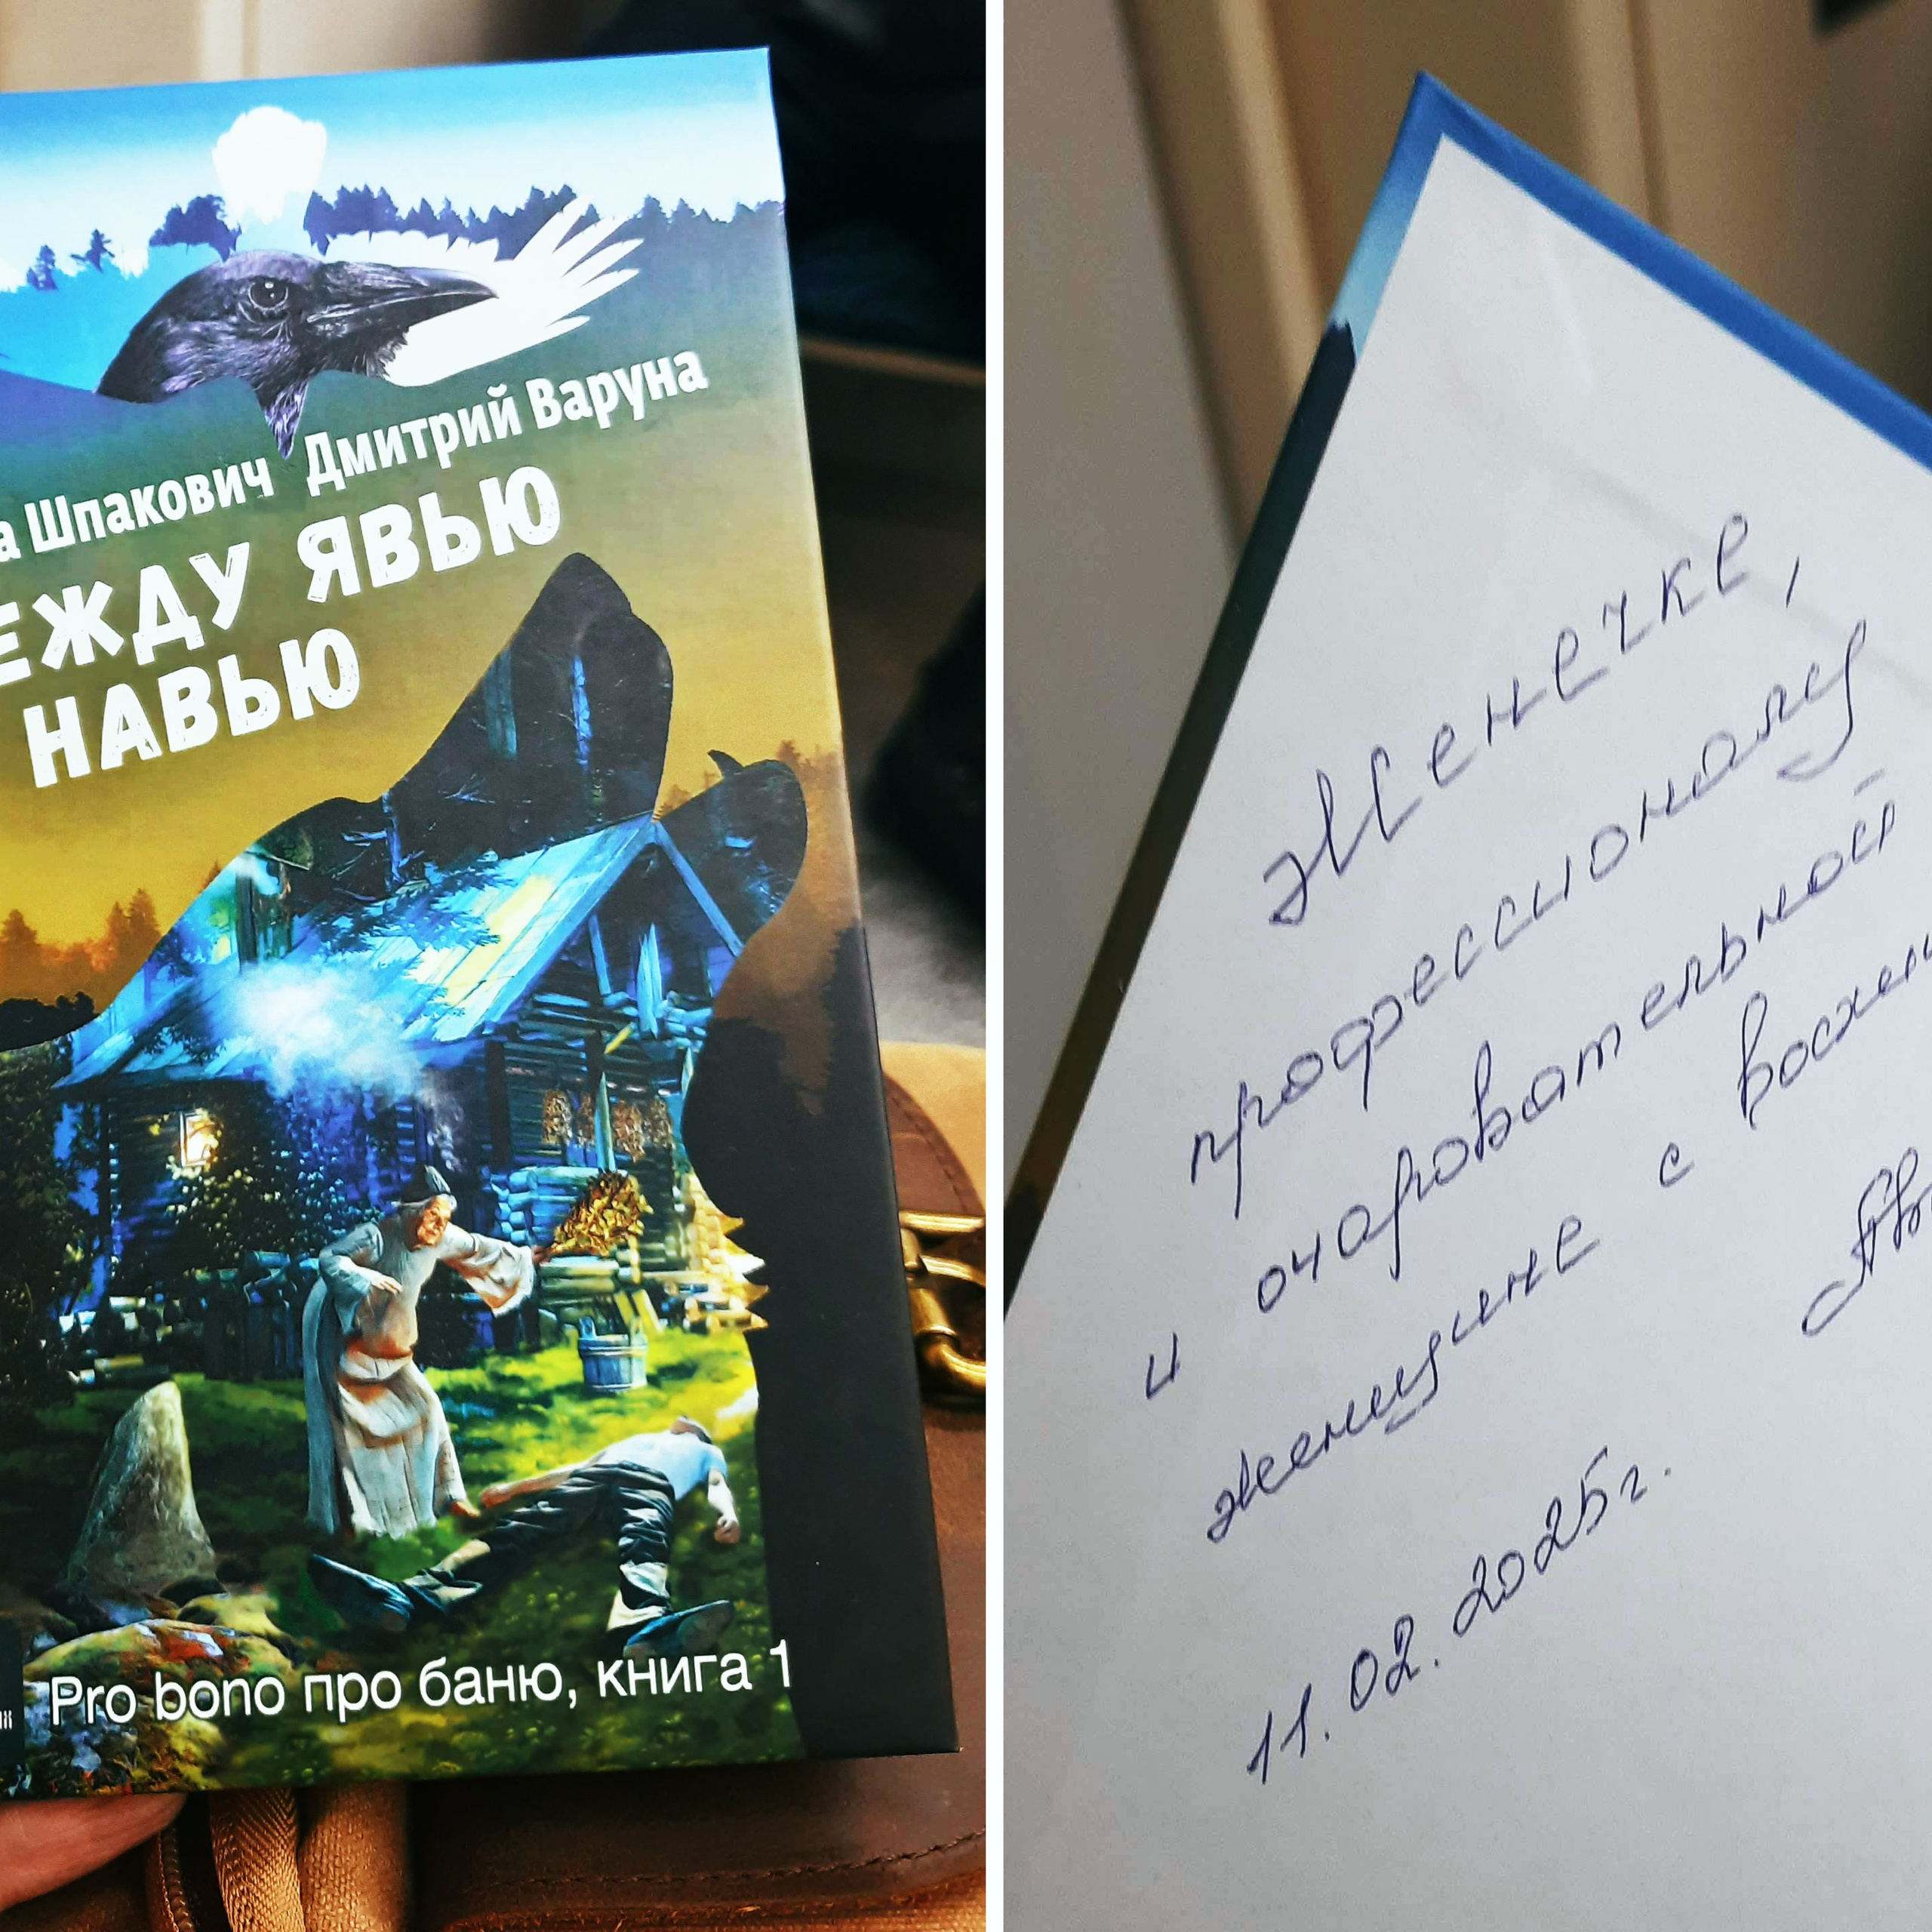 а Шпакович Дмитрий Варуна
ЕЖДУ ЯВЬЮ
НАВЬЮ
Pro bono про баню, книга 1
Женечке,
профессионалу
и очаровательной
женщине с
11.02.2025г.